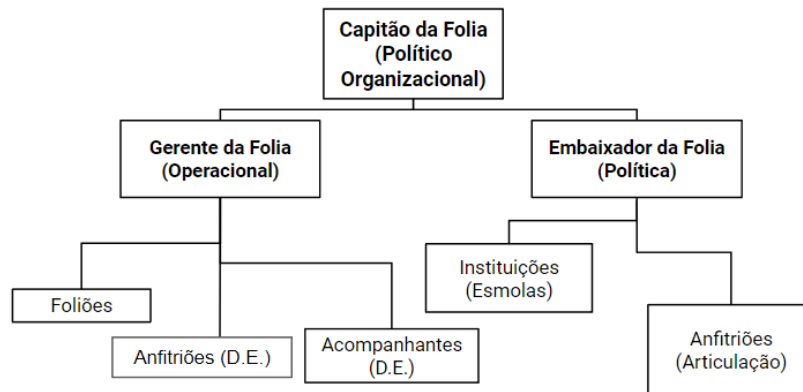 Capitão da Folia
(Político
Organizacional)
Gerente da Folia
(Operacional)
Embaixador da Folia
(Política)
Foliões
Anfitriões (D.E.)
Acompanhantes
(D.E.)
Instituições
(Esmolas)
Anfitriões
(Articulação)